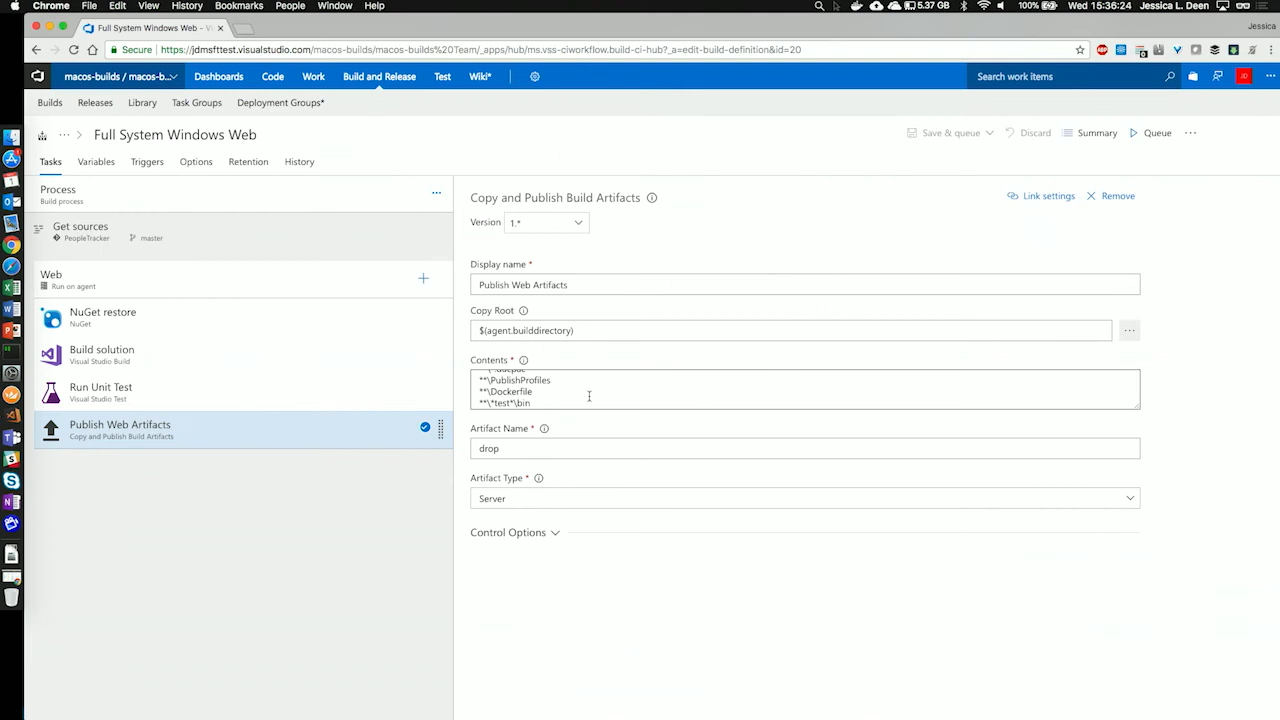 Chrome File Edit View History Bookmarks People Window Help 5.37 GB 100% Wed 15:36:24 Jessica L. Deen
Full System Windows Web - V Jessica
Secure https://jdmsfttest.visualstudio.com/macos-builds/macos-builds%20Team/_apps/hub/ms.vss-ciworkflow.build-ci-hub?_a=edit-build-definition&id=20
macos-builds / macos-b... Dashboards Code Work Build and Release Test Wiki* Search work items JD
Builds Releases Library Task Groups Deployment Groups*
... > Full System Windows Web Save & queue Discard Summary Queue ...
Tasks Variables Triggers Options Retention History
Process
Build process
Get sources
PeopleTracker master
Web
Run on agent
NuGet restore
NuGet
Build solution
Visual Studio Build
Run Unit Test
Visual Studio Test
Publish Web Artifacts
Copy and Publish Build Artifacts
Copy and Publish Build Artifacts Link settings Remove
Version 1.*
Display name *
Publish Web Artifacts
Copy Root
$(agent.builddirectory) ...
Contents *
**\PublishProfiles
**\Dockerfile
**\*test*\bin
Artifact Name *
drop
Artifact Type *
Server
Control Options